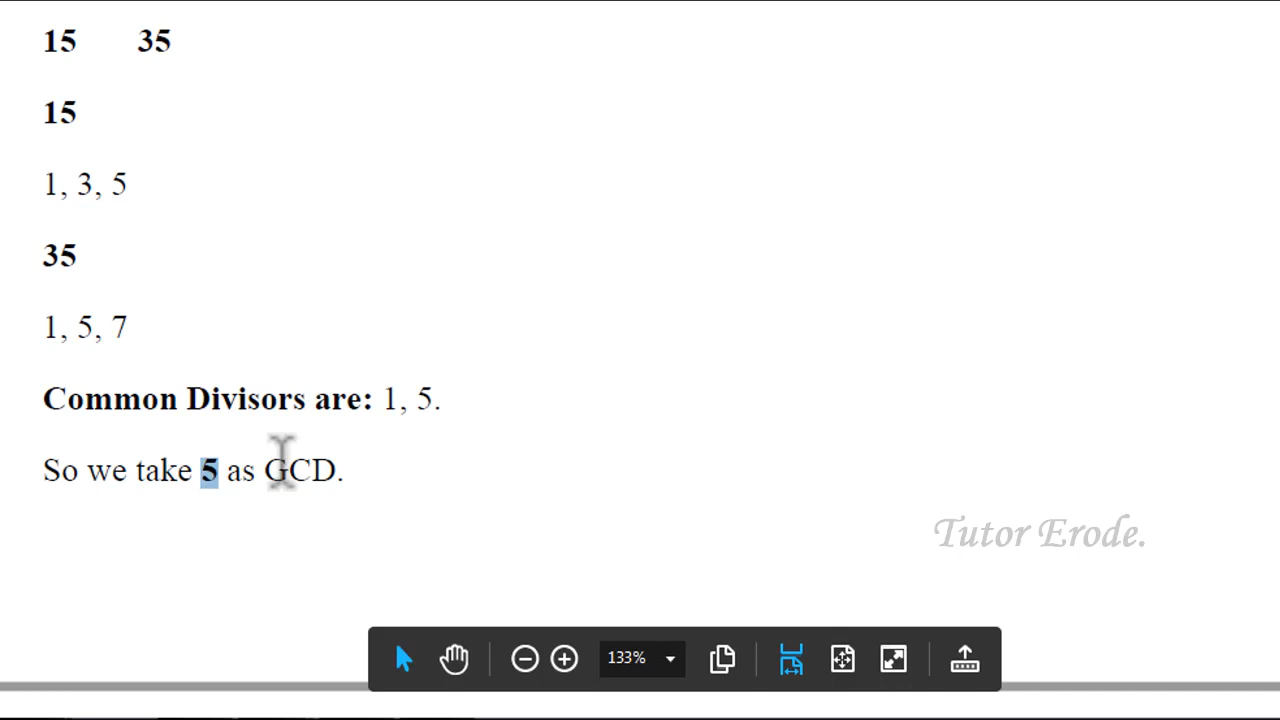 15 35
15
1, 3, 5
35
1, 5, 7
Common Divisors are: 1, 5.
So we take 5 as GCD.
Tutor Erode.
133%